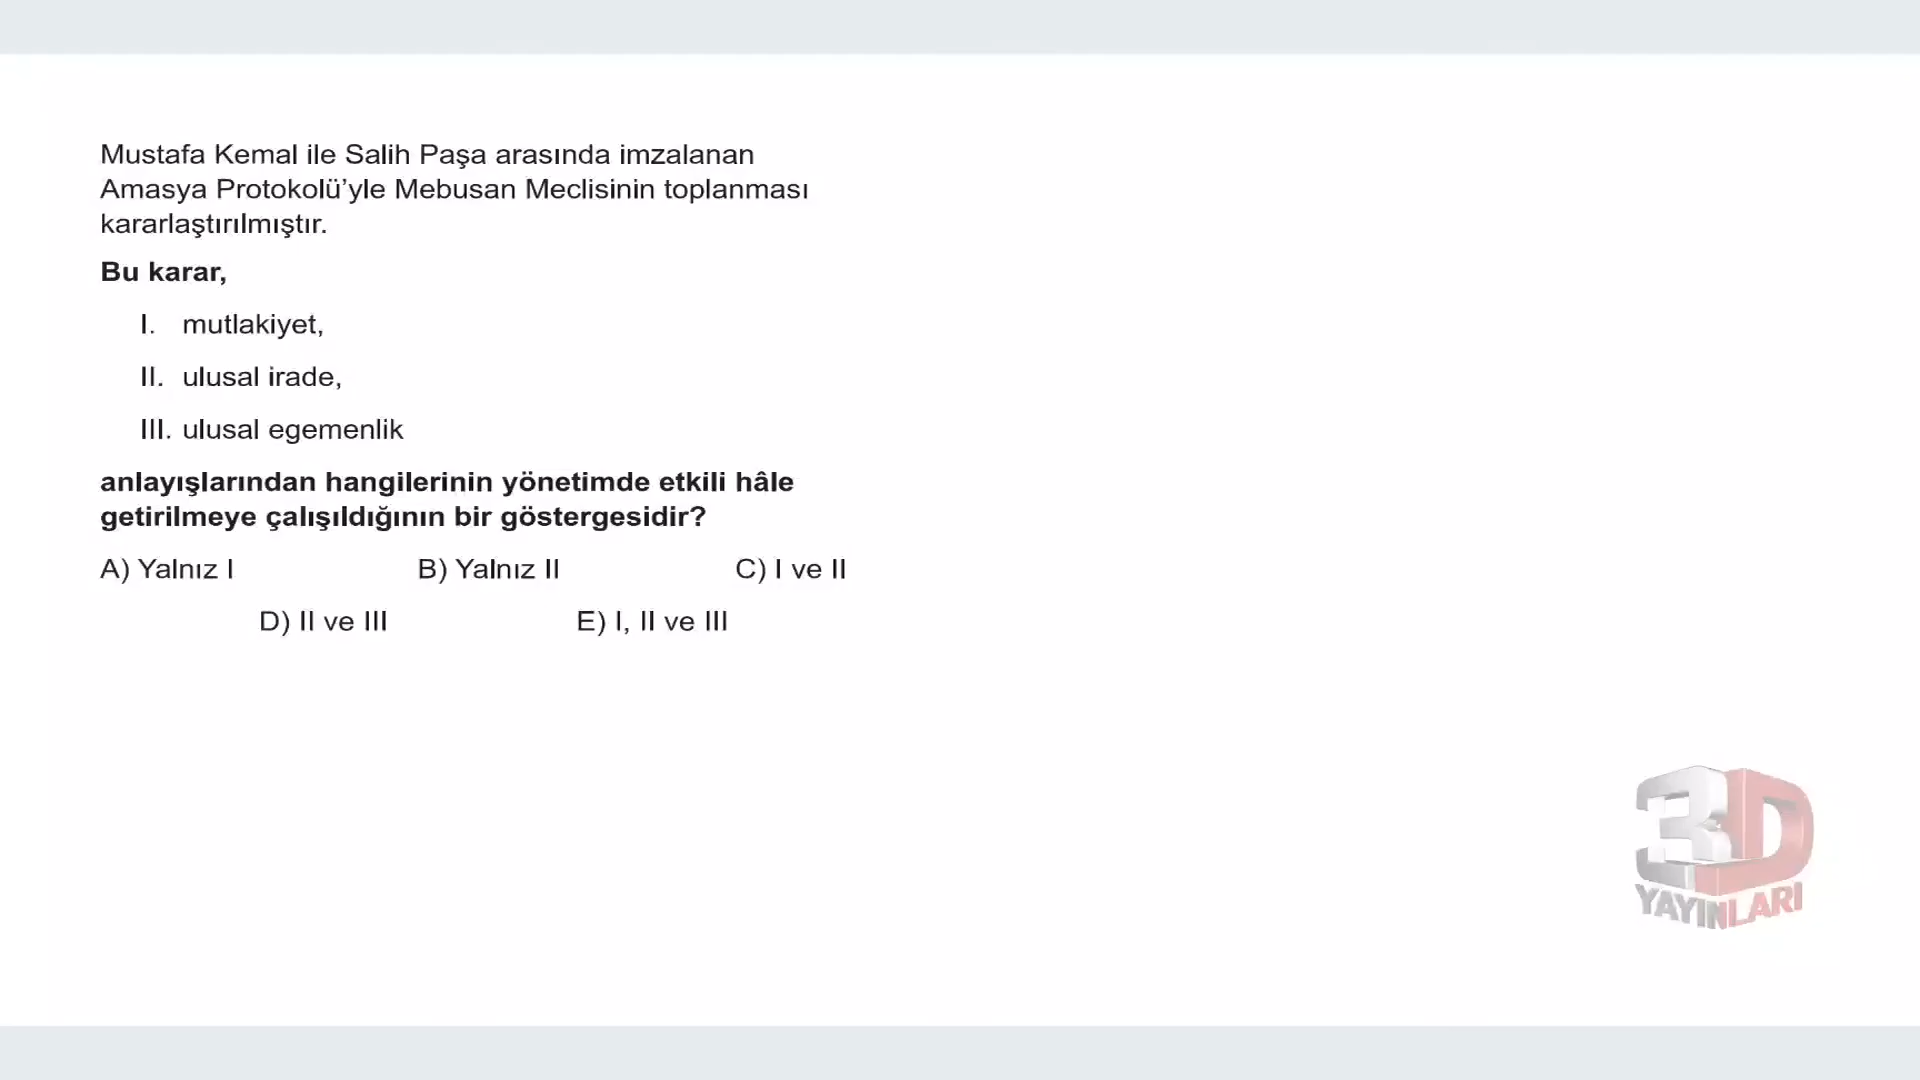 Mustafa Kemal ile Salih Paşa arasında imzalanan
Amasya Protokolü’yle Mebusan Meclisinin toplanması
kararlaştırılmıştır.
Bu karar,
I. mutlakiyet,
II. ulusal irade,
III. ulusal egemenlik
anlayışlarından hangilerinin yönetimde etkili hâle
getirilmeye çalışıldığının bir göstergesidir?
A) Yalnız I B) Yalnız II C) I ve II
D) II ve III E) I, II ve III
3D
YAYINLARI